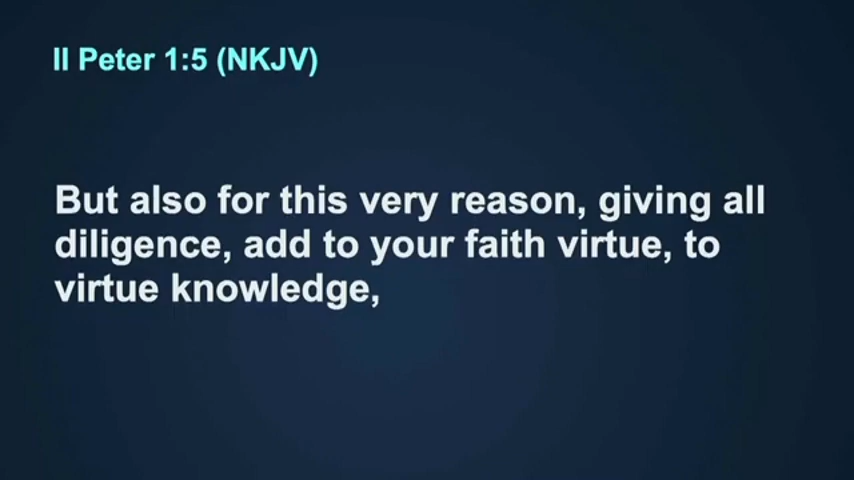 II Peter 1:5 (NKJV)
But also for this very reason, giving all
diligence, add to your faith virtue, to
virtue knowledge,